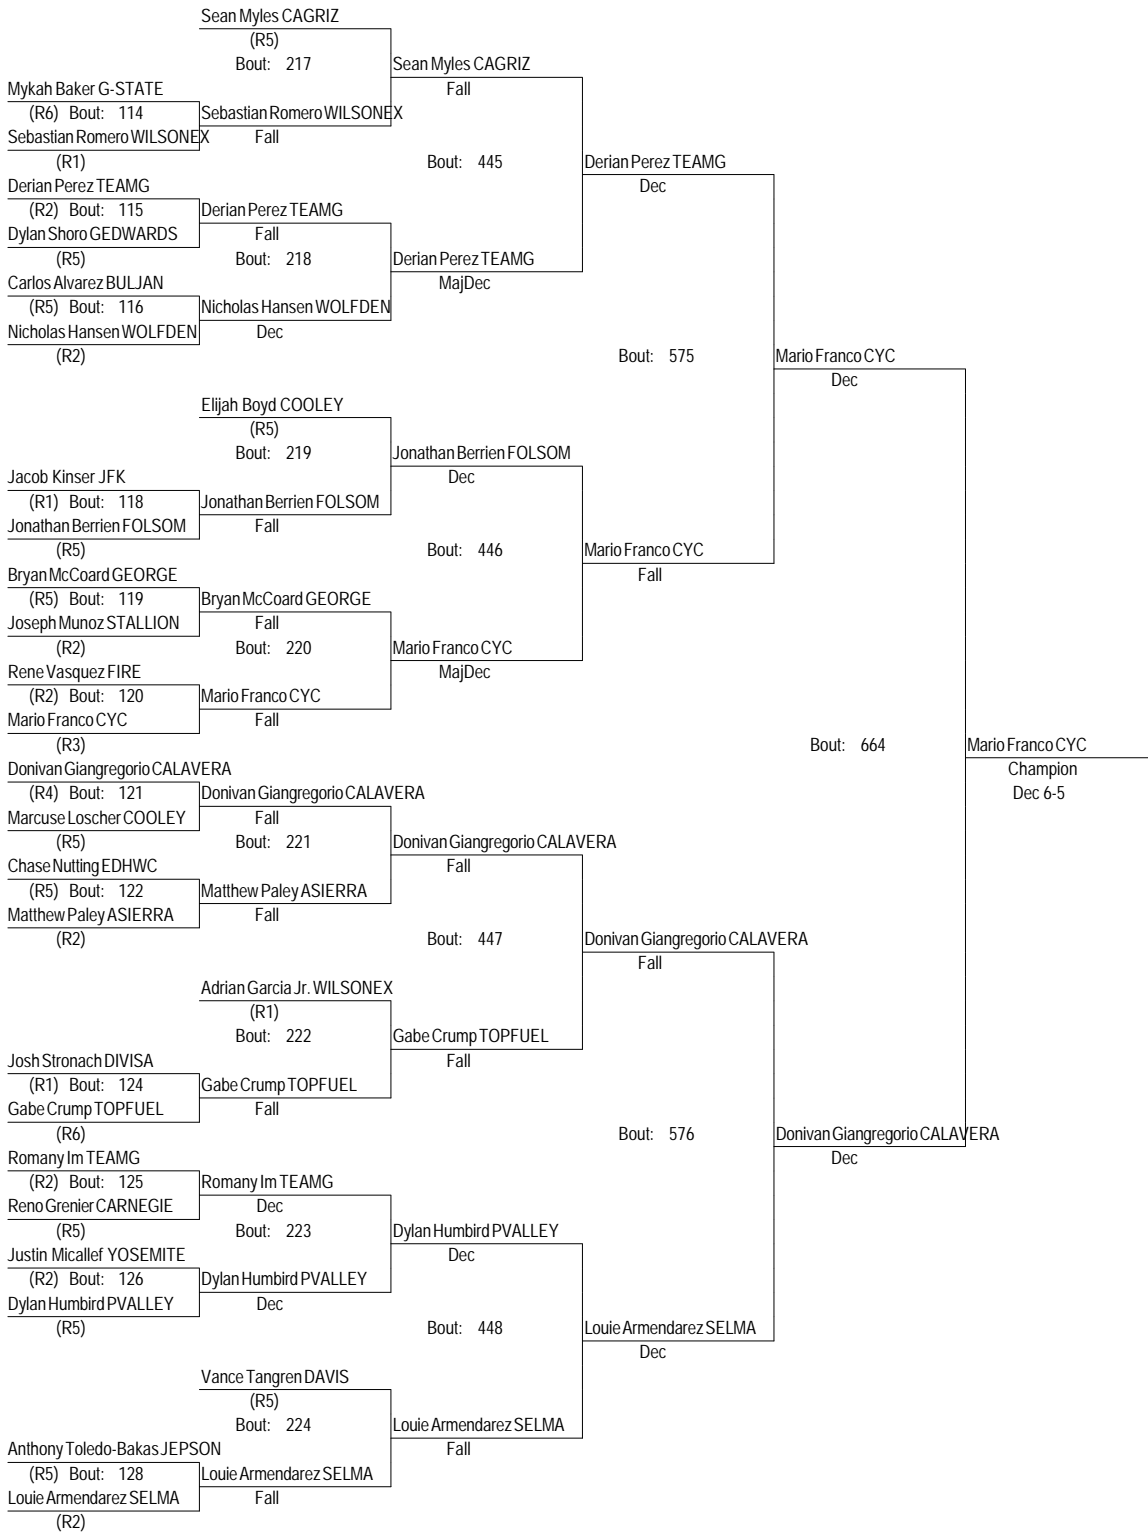 Sean Myles CAGRIZ
(R5)
Bout: 217
Sean Myles CAGRIZ
Mykah Baker G-STATE
Fall
(R6) Bout: 114
Sebastian Romero WILSONEX
Sebastian Romero WILSONEX
Fall
(R1)
Bout: 445
Derian Perez TEAMG
Derian Perez TEAMG
Dec
(R2) Bout: 115
Derian Perez TEAMG
Dylan Shoro GEDWARDS
Fall
(R5)
Bout: 218
Derian Perez TEAMG
Carlos Alvarez BULJAN
MajDec
(R5) Bout: 116
Nicholas Hansen WOLFDEN
Nicholas Hansen WOLFDEN
Dec
(R2)
Bout: 575
Mario Franco CYC
Dec
Elijah Boyd COOLEY
(R5)
Bout: 219
Jonathan Berrien FOLSOM
Jacob Kinser JFK
Dec
(R1) Bout: 118
Jonathan Berrien FOLSOM
Jonathan Berrien FOLSOM
Fall
(R5)
Bout: 446
Mario Franco CYC
Bryan McCoard GEORGE
Fall
(R5) Bout: 119
Bryan McCoard GEORGE
Joseph Munoz STALLION
Fall
(R2)
Bout: 220
Mario Franco CYC
Rene Vasquez FIRE
MajDec
(R2) Bout: 120
Mario Franco CYC
Mario Franco CYC
Fall
(R3)
Bout: 664
Mario Franco CYC
Donivan Giangregorio CALAVERA
Champion
(R4) Bout: 121
Donivan Giangregorio CALAVERA
Dec 6-5
Marcuse Loscher COOLEY
Fall
(R5)
Bout: 221
Donivan Giangregorio CALAVERA
Chase Nutting EDHWC
Fall
(R5) Bout: 122
Matthew Paley ASIERRA
Matthew Paley ASIERRA
Fall
(R2)
Bout: 447
Donivan Giangregorio CALAVERA
Fall
Adrian Garcia Jr. WILSONEX
(R1)
Bout: 222
Gabe Crump TOPFUEL
Josh Stronach DIVISA
Fall
(R1) Bout: 124
Gabe Crump TOPFUEL
Gabe Crump TOPFUEL
Fall
(R6)
Bout: 576
Donivan Giangregorio CALAVERA
Romany Im TEAMG
Dec
(R2) Bout: 125
Romany Im TEAMG
Reno Grenier CARNEGIE
Dec
(R5)
Bout: 223
Dylan Humbird PVALLEY
Justin Micallef YOSEMITE
Dec
(R2) Bout: 126
Dylan Humbird PVALLEY
Dylan Humbird PVALLEY
Dec
(R5)
Bout: 448
Louie Armendarez SELMA
Dec
Vance Tangren DAVIS
(R5)
Bout: 224
Louie Armendarez SELMA
Anthony Toledo-Bakas JEPSON
Fall
(R5) Bout: 128
Louie Armendarez SELMA
Louie Armendarez SELMA
Fall
(R2)